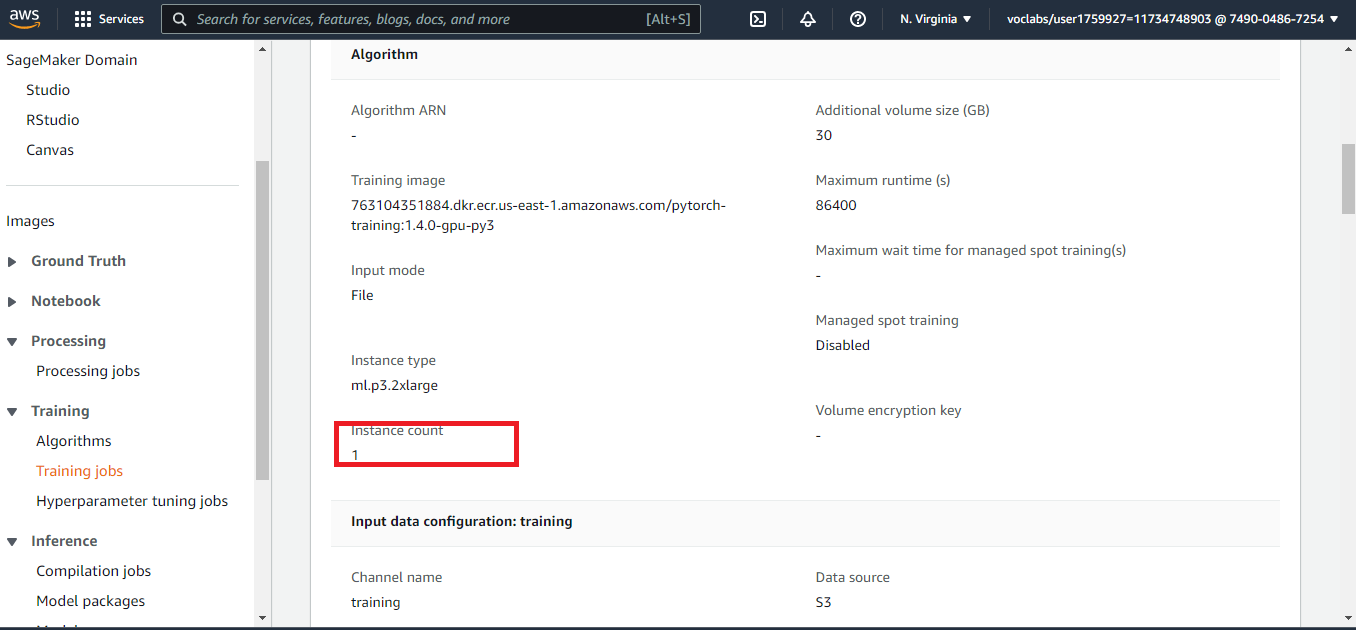 aws
Services
Search for services, features, blogs, docs, and more
[Alt+S]
N. Virginia
voclabs/user1759927=11734748903 @ 7490-0486-7254
SageMaker Domain
Studio
RStudio
Canvas
Images
Ground Truth
Notebook
Processing
Processing jobs
Training
Algorithms
Training jobs
Hyperparameter tuning jobs
Inference
Compilation jobs
Model packages
Algorithm
Algorithm ARN
-
Training image
763104351884.dkr.ecr.us-east-1.amazonaws.com/pytorch-
training:1.4.0-gpu-py3
Input mode
File
Instance type
ml.p3.2xlarge
Instance count
1
Additional volume size (GB)
30
Maximum runtime (s)
86400
Maximum wait time for managed spot training(s)
-
Managed spot training
Disabled
Volume encryption key
-
Input data configuration: training
Channel name
training
Data source
S3